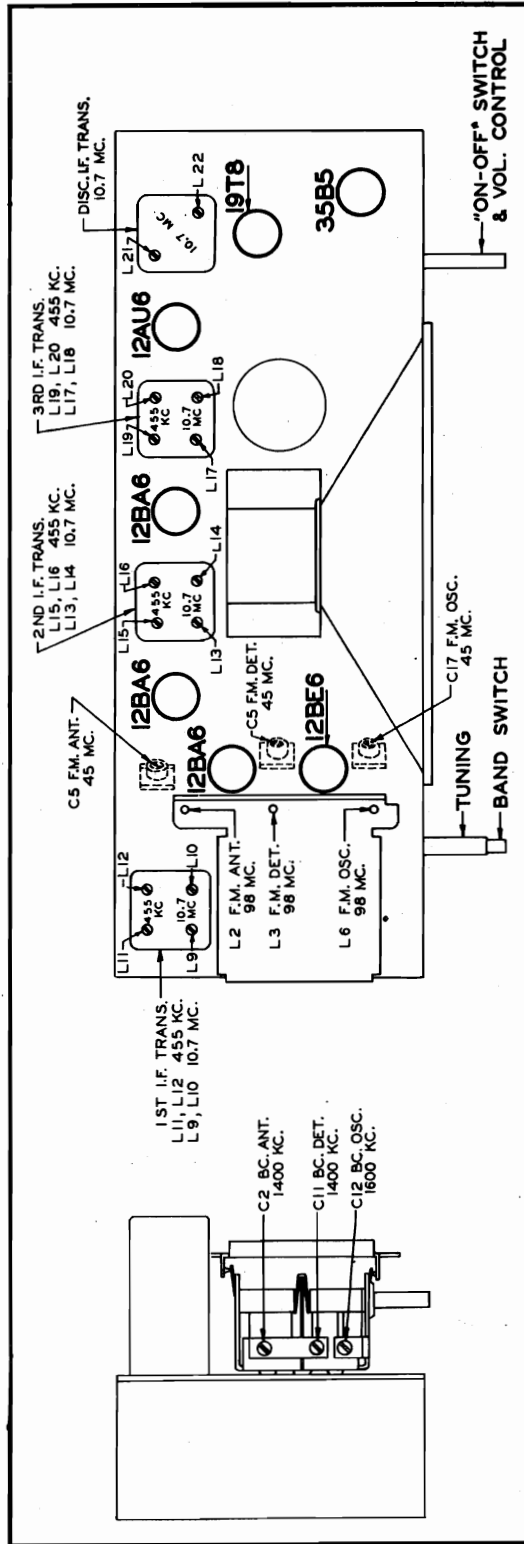 DISC. I.F. TRANS.
10.7 MC.
L21
10.7 MC.
L22
19T8
35B5
"ON-OFF" SWITCH
& VOL. CONTROL
12AU6
3RD I.F. TRANS.
L19, L20 455 KC.
L17, L18 10.7 MC.
L19
L20
455
KC
10.7
MC
L17
L18
12BA6
2ND I.F. TRANS.
L15, L16 455 KC.
L13, L14 10.7 MC.
L15
L16
455
KC
10.7
MC
L13
L14
12BA6
C5 F.M. ANT.
45 MC.
12BA6
C5 F.M. DET.
45 MC.
12BE6
C17 F.M. OSC.
45 MC.
L2 F.M. ANT.
98 MC.
L3 F.M. DET.
98 MC.
L6 F.M. OSC.
98 MC.
TUNING
BAND SWITCH
L11
L12
455
KC
10.7
MC
L9
L10
1ST I.F. TRANS.
L11, L12 455 KC.
L9, L10 10.7 MC.
C2 BC. ANT.
1400 KC.
C11 BC. DET.
1400 KC.
C12 BC. OSC.
1600 KC.